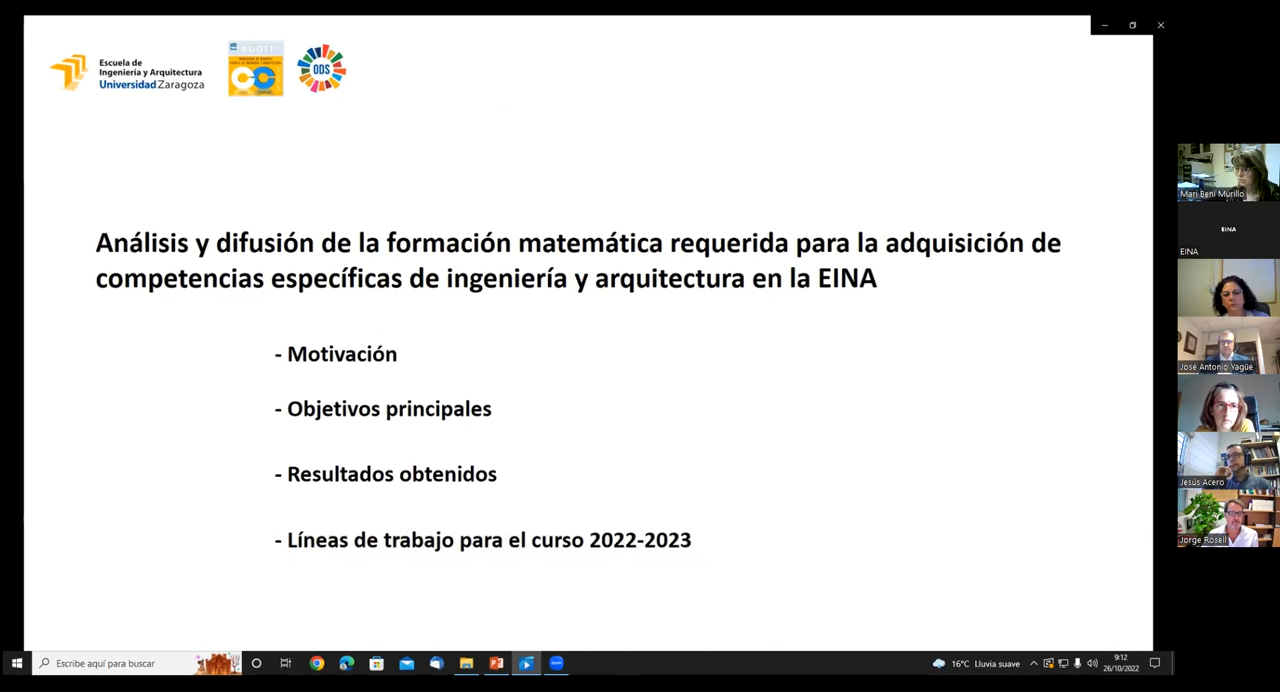 Escuela de
Ingeniería y Arquitectura
Universidad Zaragoza
AUDIT
ODS
Análisis y difusión de la formación matemática requerida para la adquisición de
competencias específicas de ingeniería y arquitectura en la EINA
- Motivación
- Objetivos principales
- Resultados obtenidos
- Líneas de trabajo para el curso 2022-2023
Mari Beni Murillo
EINA
EINA
José Antonio Yagüe
Jesús Acero
Jorge Rosell
Escribe aquí para buscar
16°C Lluvia suave
9:12
26/10/2022